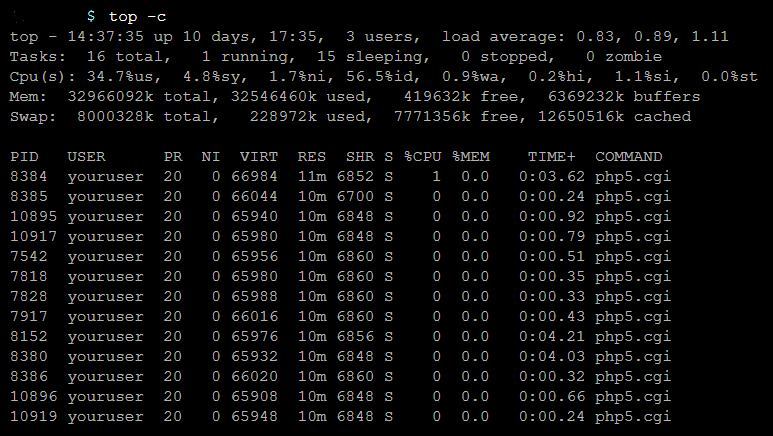 $ top -c
top - 14:37:35 up 10 days, 17:35,  3 users,  load average: 0.83, 0.89, 1.11
Tasks:  16 total,   1 running,  15 sleeping,   0 stopped,   0 zombie
Cpu(s): 34.7%us,  4.8%sy,  1.7%ni, 56.5%id,  0.9%wa,  0.2%hi,  1.1%si,  0.0%st
Mem:  32966092k total, 32546460k used,   419632k free,  6369232k buffers
Swap:  8000328k total,   228972k used,  7771356k free, 12650516k cached
PID   USER      PR  NI  VIRT  RES  SHR S %CPU %MEM    TIME+  COMMAND
8384  youruser  20   0 66984  11m 6852 S    1  0.0   0:03.62 php5.cgi
8385  youruser  20   0 66044  10m 6700 S    0  0.0   0:00.24 php5.cgi
10895 youruser  20   0 65940  10m 6848 S    0  0.0   0:00.92 php5.cgi
10917 youruser  20   0 65980  10m 6848 S    0  0.0   0:00.79 php5.cgi
7542  youruser  20   0 65956  10m 6860 S    0  0.0   0:00.51 php5.cgi
7818  youruser  20   0 65980  10m 6860 S    0  0.0   0:00.35 php5.cgi
7828  youruser  20   0 65988  10m 6860 S    0  0.0   0:00.33 php5.cgi
7917  youruser  20   0 66016  10m 6860 S    0  0.0   0:00.43 php5.cgi
8152  youruser  20   0 65976  10m 6856 S    0  0.0   0:04.21 php5.cgi
8380  youruser  20   0 65932  10m 6848 S    0  0.0   0:04.03 php5.cgi
8386  youruser  20   0 66020  10m 6860 S    0  0.0   0:00.32 php5.cgi
10896 youruser  20   0 65908  10m 6848 S    0  0.0   0:00.66 php5.cgi
10919 youruser  20   0 65948  10m 6848 S    0  0.0   0:00.24 php5.cgi